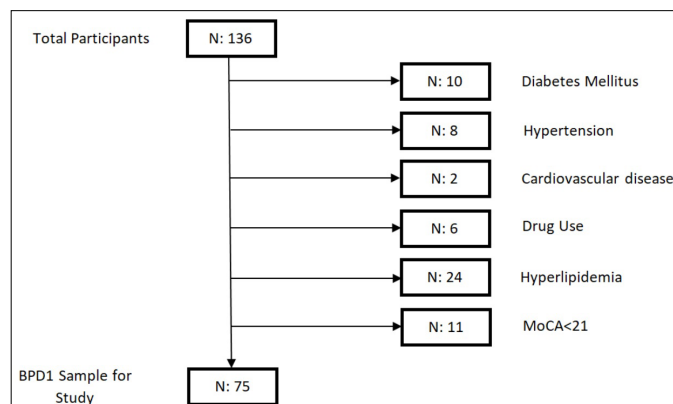 Total Participants N: 136
N: 10 Diabetes Mellitus
N: 8 Hypertension
N: 2 Cardiovascular disease
N: 6 Drug Use
N: 24 Hyperlipidemia
N: 11 MoCA<21
BPD1 Sample for
Study
N: 75